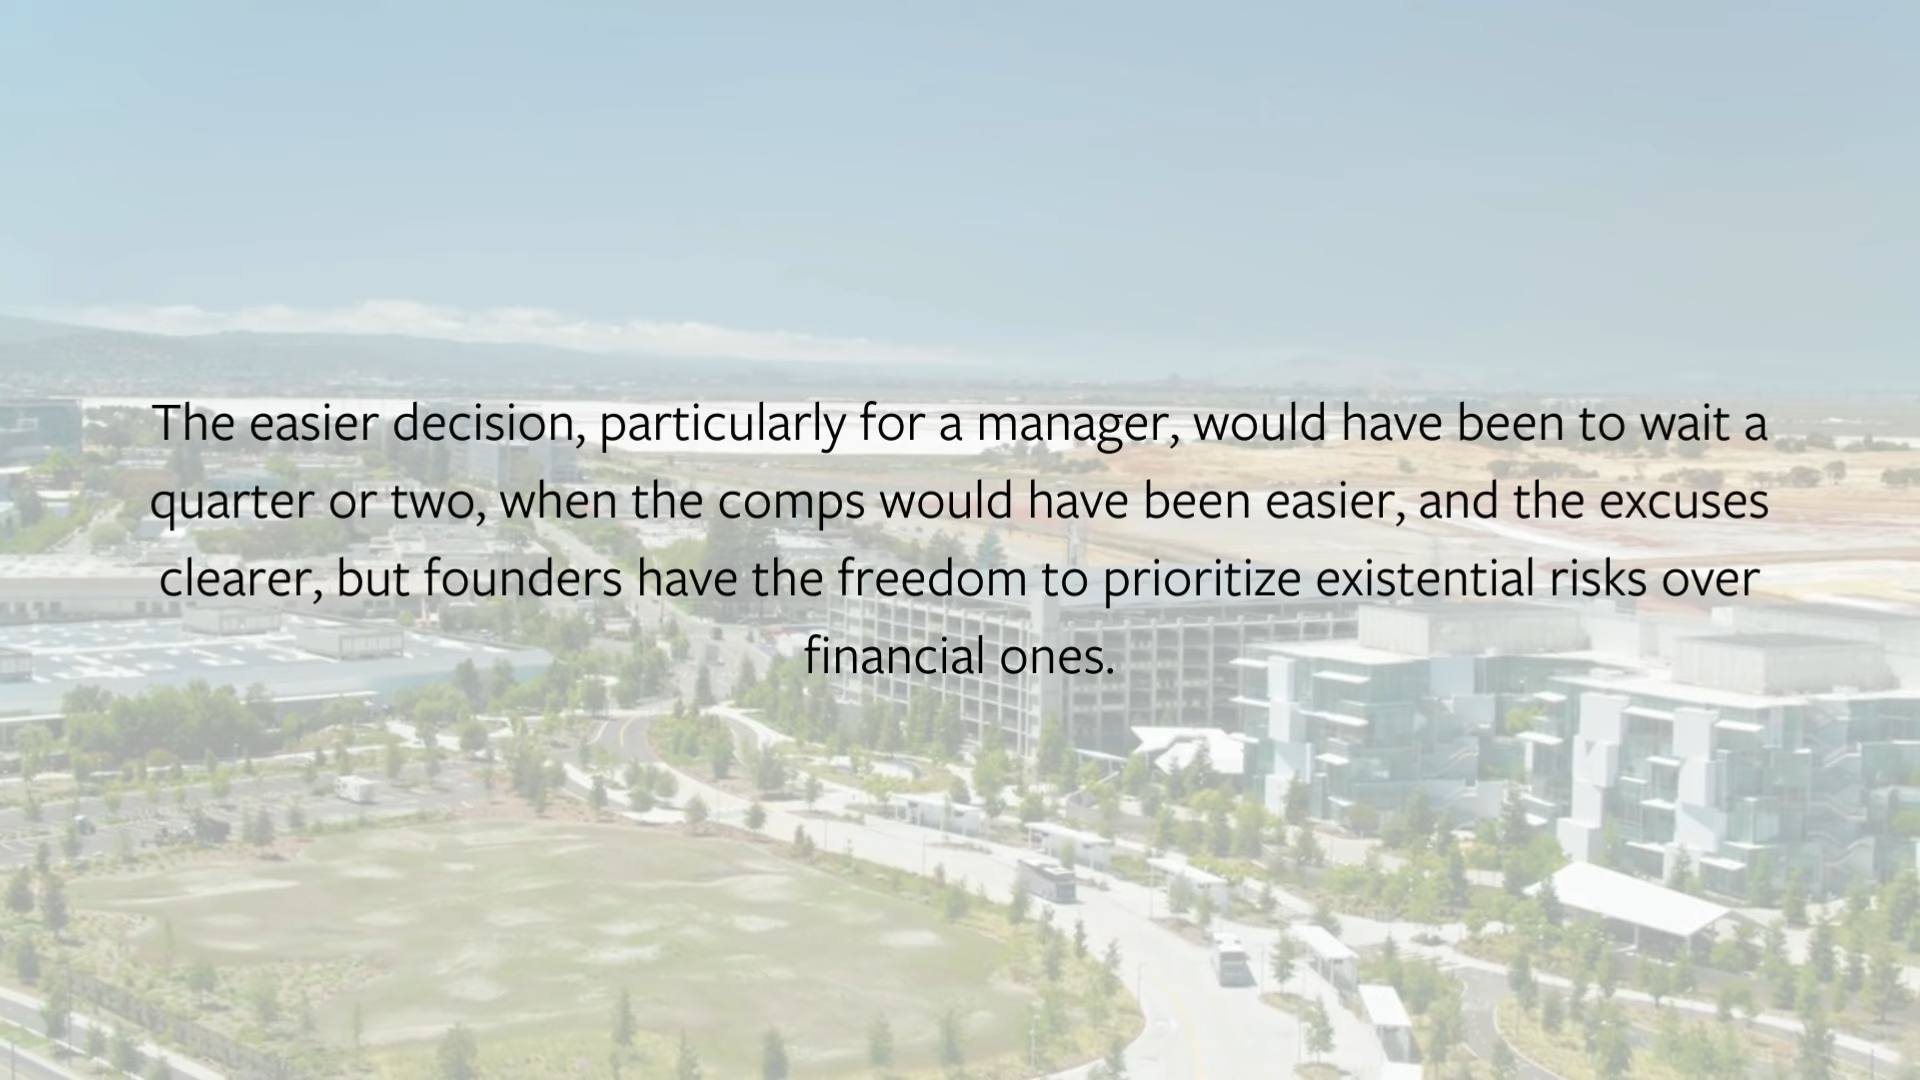 The easier decision, particularly for a manager, would have been to wait a
quarter or two, when the comps would have been easier, and the excuses
clearer, but founders have the freedom to prioritize existential risks over
financial ones.